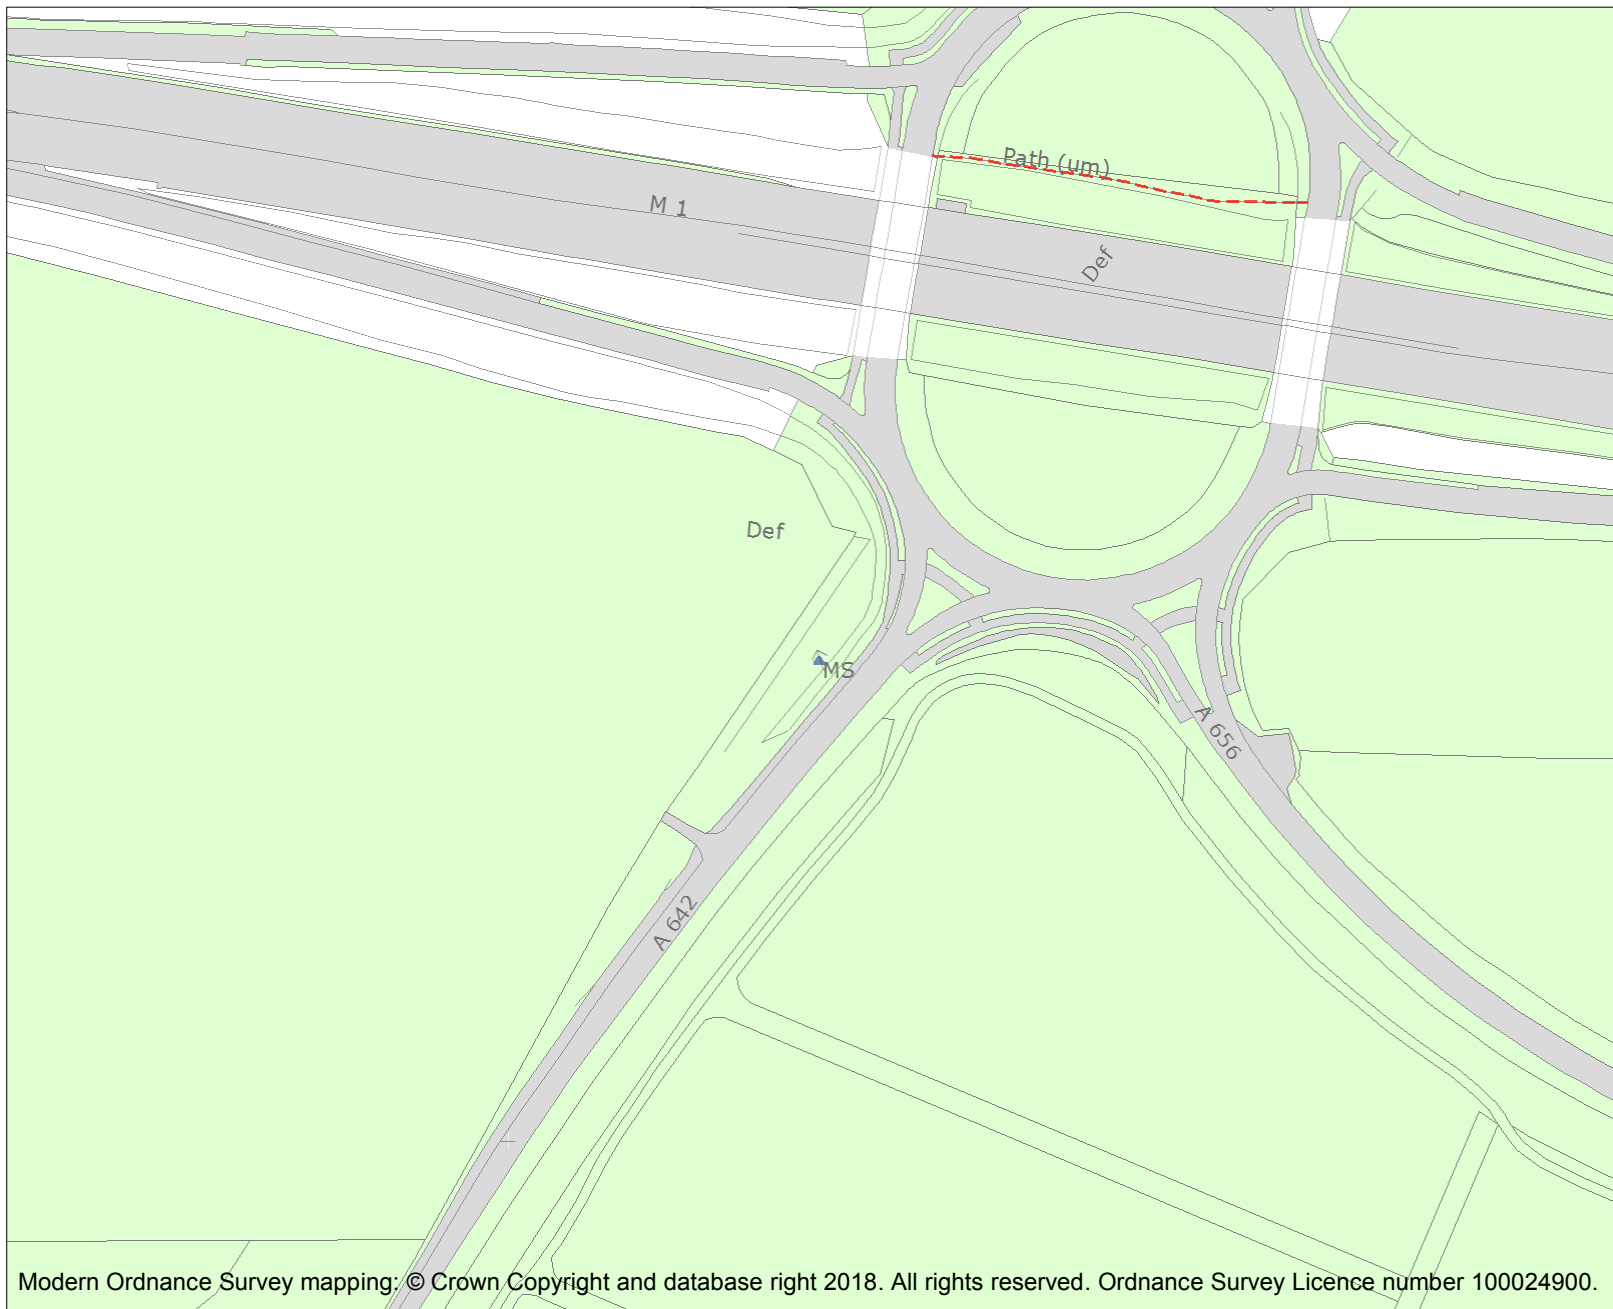 Path (um)
M 1
Def
Def
MS
A 656
A 642
Modern Ordnance Survey mapping: © Crown Copyright and database right 2018. All rights reserved. Ordnance Survey Licence number 100024900.